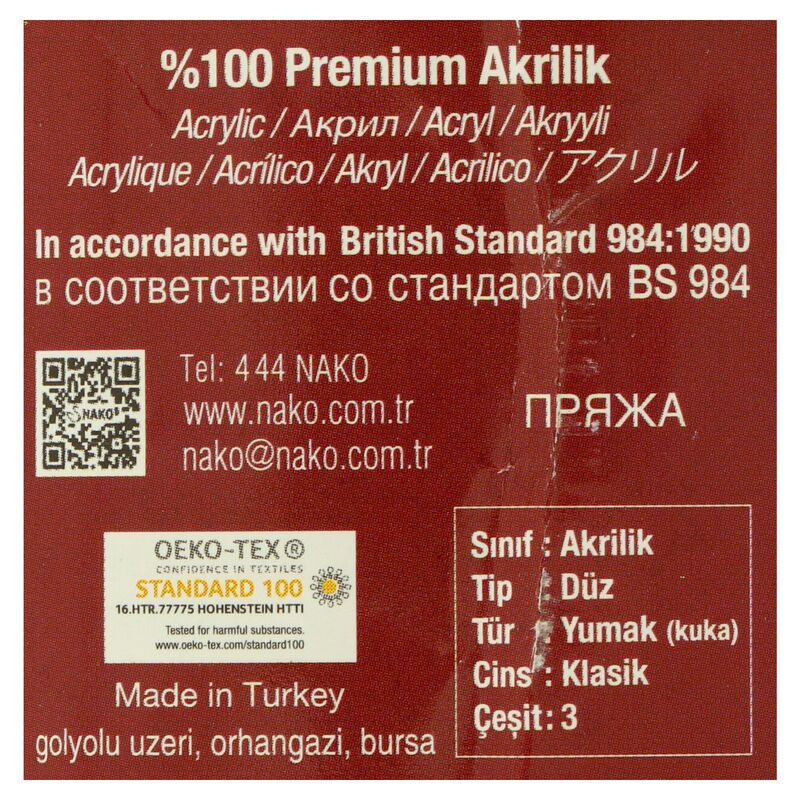 %100 Premium Akrilik
Acrylic / Акрил / Acryl / Akryyli
Acrylique / Acrílico / Akryl / Acrilico / アクリル
In accordance with British Standard 984:1990
в соответствии со стандартом BS 984
NAKO
Tel: 444 NAKO
www.nako.com.tr
nako@nako.com.tr
ПРЯЖА
OEKO-TEX®
CONFIDENCE IN TEXTILES
STANDARD 100
16.HTR.77775 HOHENSTEIN HTTI
Tested for harmful substances.
www.oeko-tex.com/standard100
Made in Turkey
golyolu uzeri, orhangazi, bursa
Sınıf : Akrilik
Tip : Düz
Tür : Yumak (kuka)
Cins : Klasik
Çeşit : 3